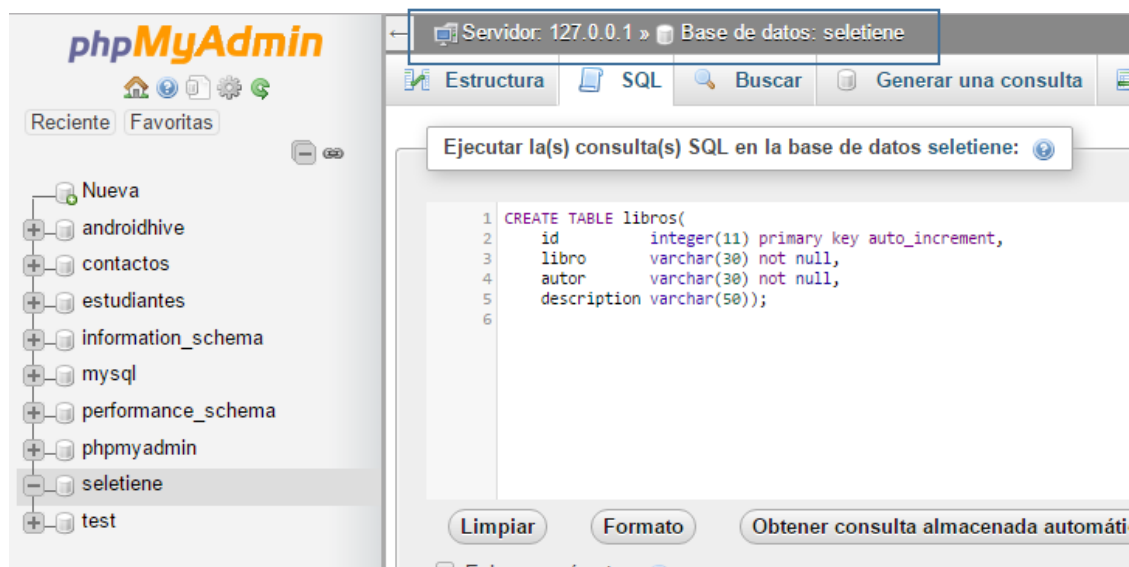 phpMyAdmin
Reciente Favoritas
Nueva
androidhive
contactos
estudiantes
information_schema
mysql
performance_schema
phpmyadmin
seletiene
test
Servidor: 127.0.0.1 » Base de datos: seletiene
Estructura SQL Buscar Generar una consulta
Ejecutar la(s) consulta(s) SQL en la base de datos seletiene:
1 CREATE TABLE libros(
2 id integer(11) primary key auto_increment,
3 libro varchar(30) not null,
4 autor varchar(30) not null,
5 description varchar(50));
6
Limpiar Formato Obtener consulta almacenada automáti